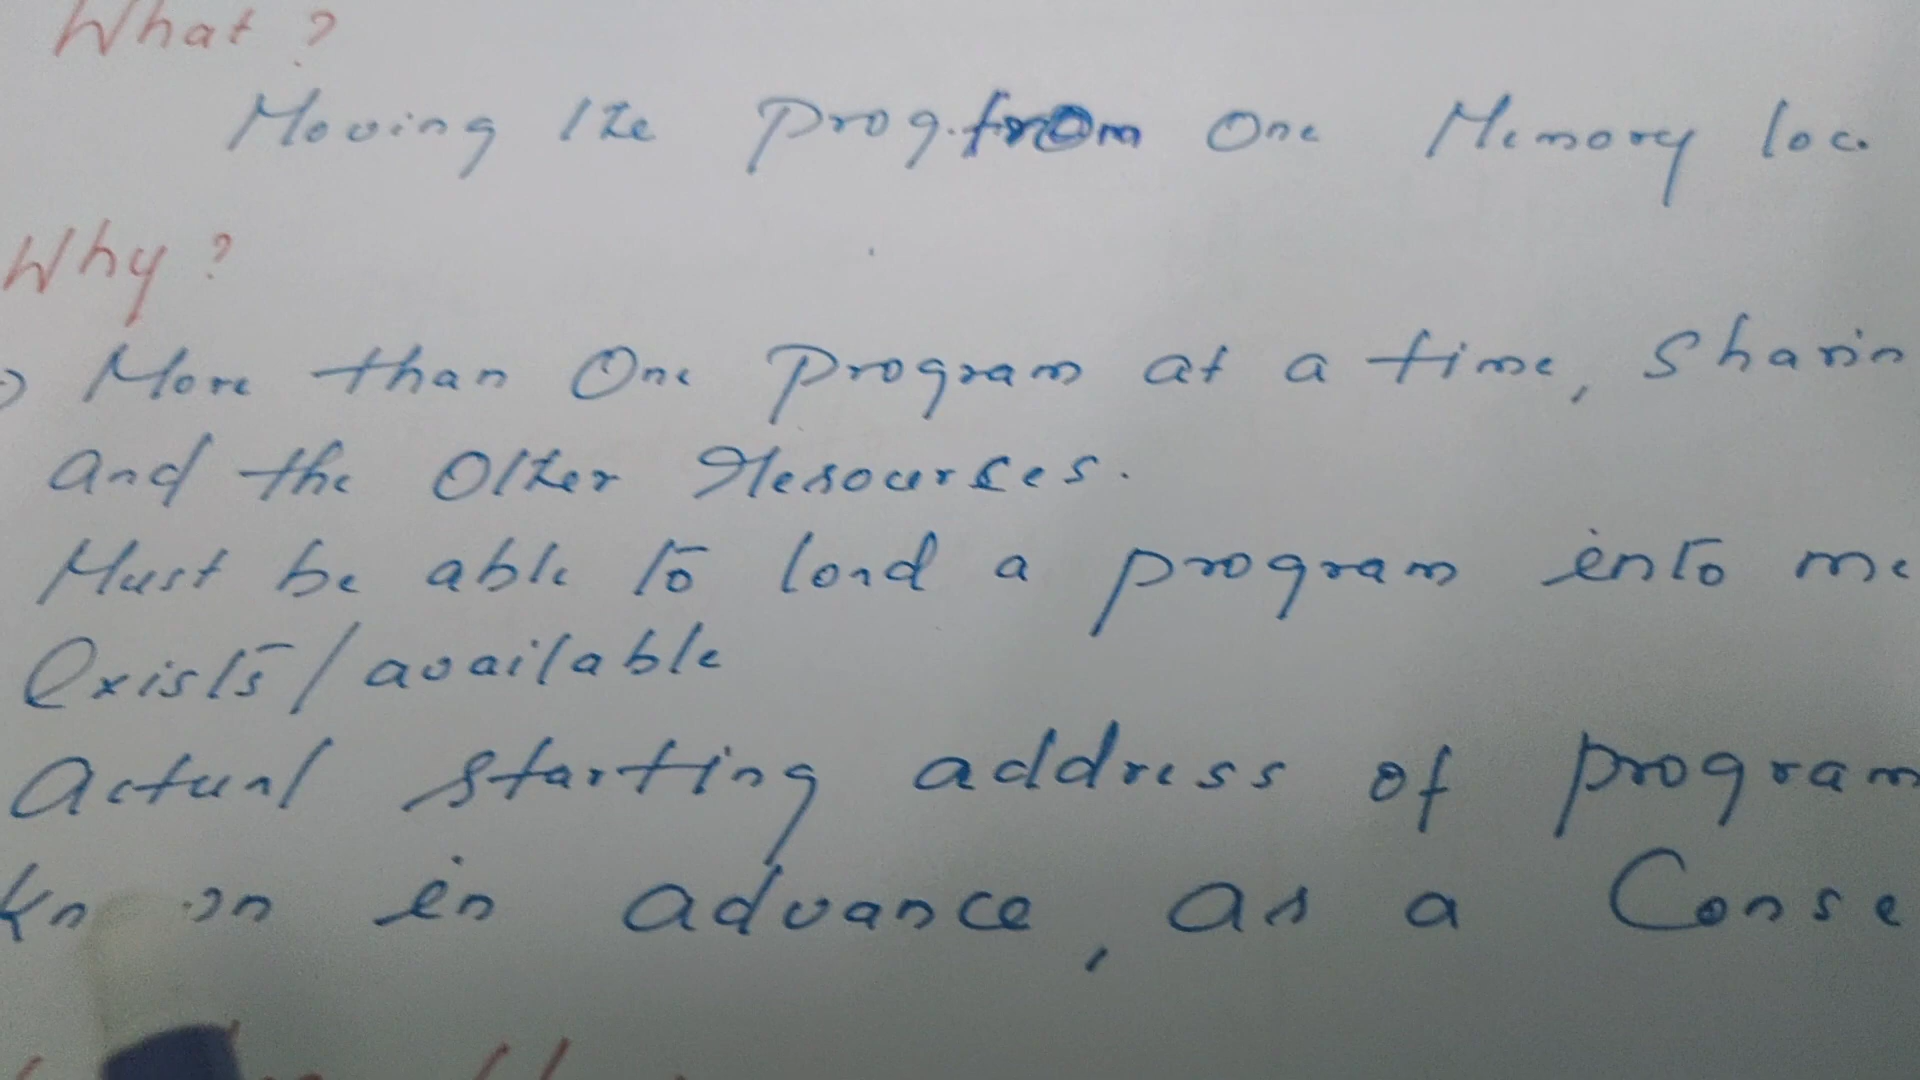 What ?
Moving the prog. from One Memory loc.
Why ?
More than One Program at a time, Sharin
and the Other Resources.
Must be able to load a program into me
Exists / available
Actual starting address of program
in advance, as a Conse